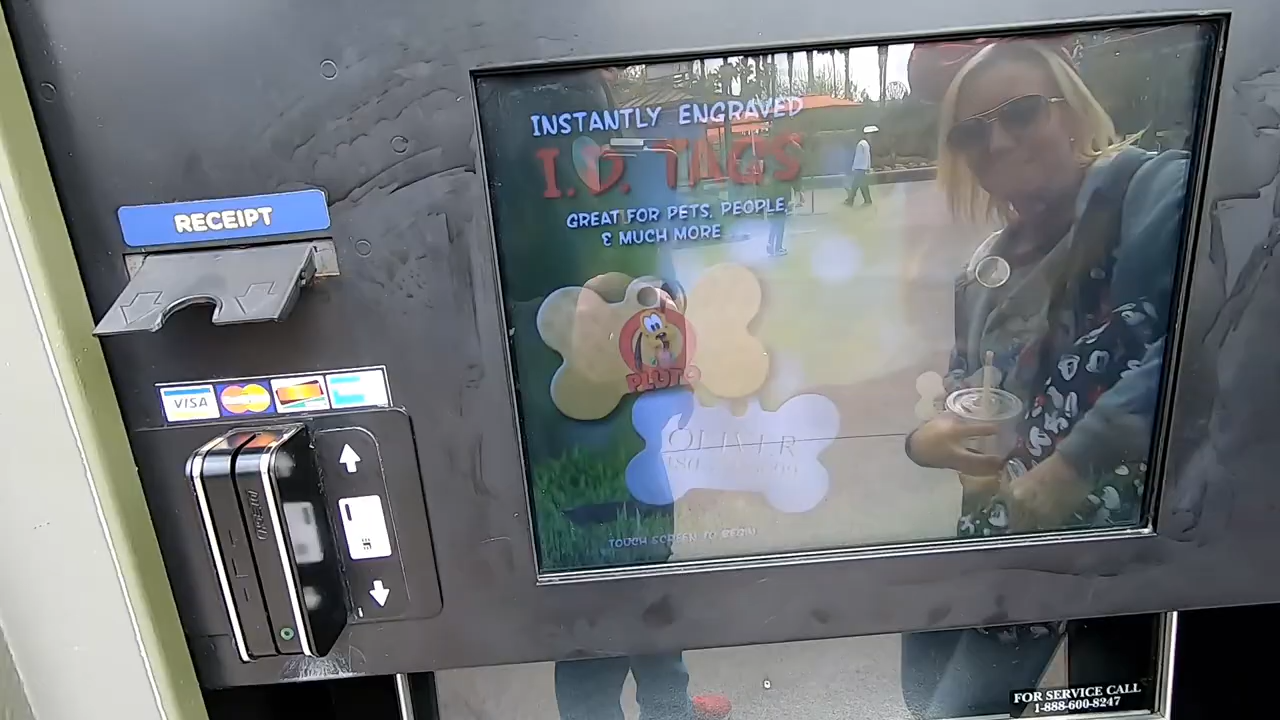 INSTANTLY ENGRAVED
I.D. TAGS
GREAT FOR PETS, PEOPLE,
& MUCH MORE
PLUTO
OLIVER
TOUCH SCREEN TO BEGIN
RECEIPT
VISA
MasterCard
FOR SERVICE CALL
1-888-600-8247